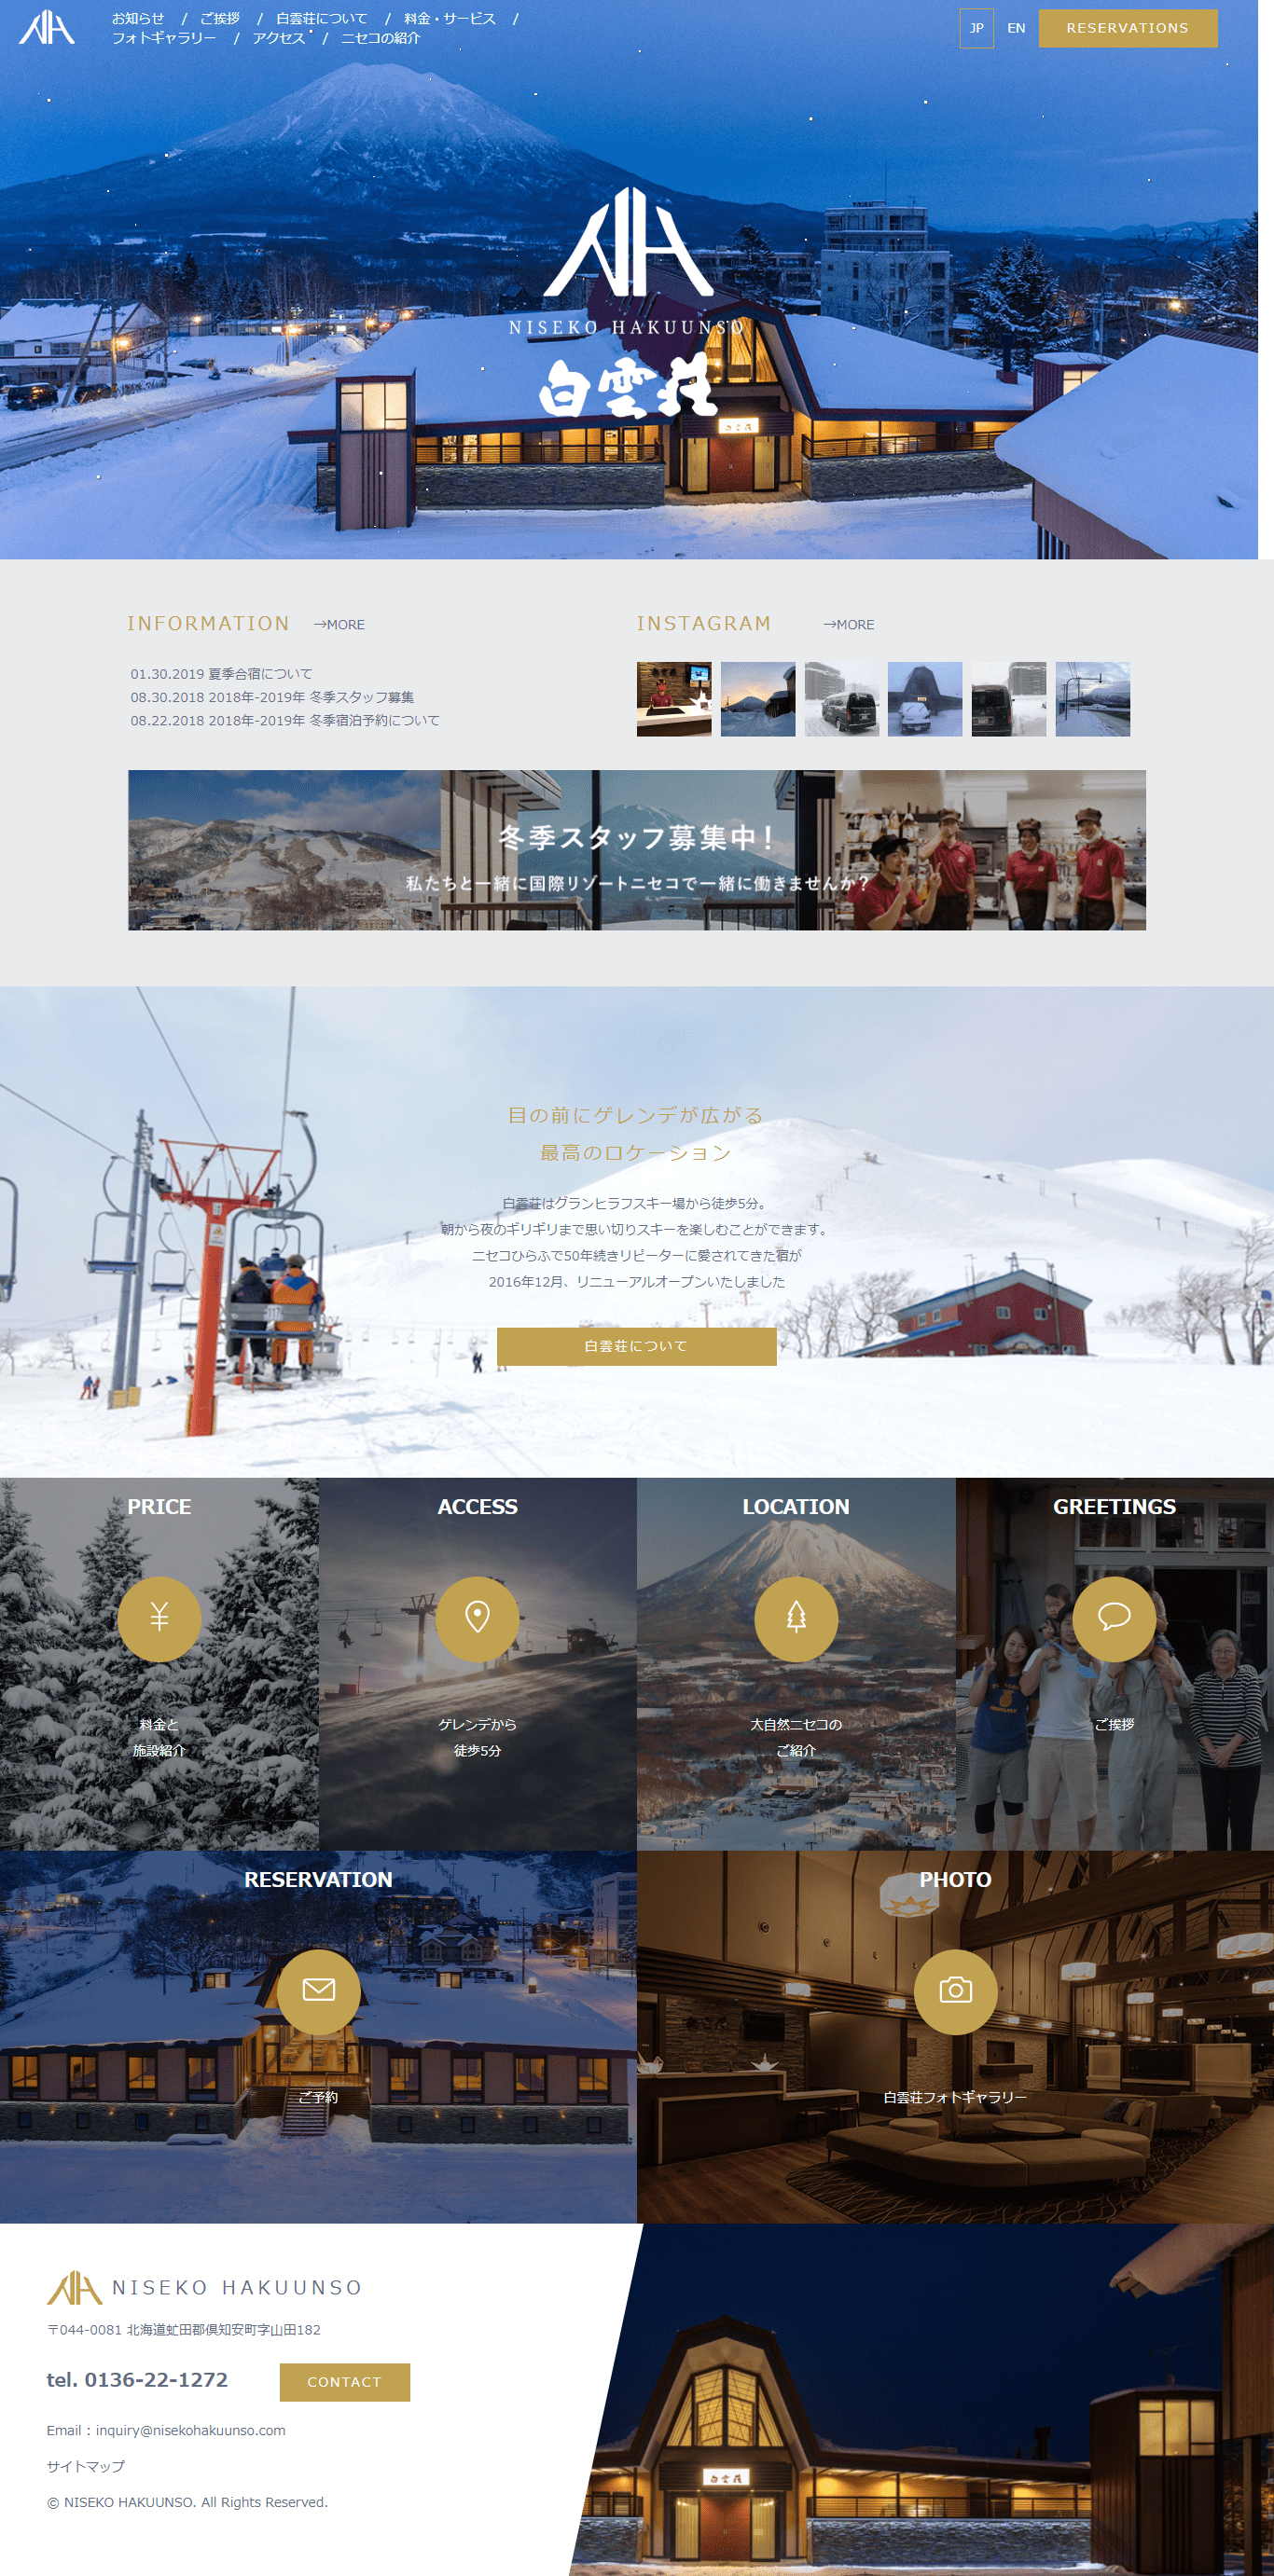 お知らせ / ご挨拶 / 白雲荘について / 料金・サービス /
フォトギャラリー / アクセス / ニセコの紹介
JP EN RESERVATIONS
NISEKO HAKUUNSO
白雲荘
白雲荘
INFORMATION →MORE
01.30.2019 夏季合宿について
08.30.2018 2018年-2019年 冬季スタッフ募集
08.22.2018 2018年-2019年 冬季宿泊予約について
INSTAGRAM →MORE
冬季スタッフ募集中!
私たちと一緒に国際リゾートニセコで一緒に働きませんか?
目の前にゲレンデが広がる
最高のロケーション
白雲荘はグランヒラフスキー場から徒歩5分。
朝から夜のギリギリまで思い切りスキーを楽しむことができます。
ニセコひらふで50年続きリピーターに愛されてきた宿が
2016年12月、リニューアルオープンいたしました
白雲荘について
PRICE
料金と
施設紹介
ACCESS
ゲレンデから
徒歩5分
LOCATION
大自然ニセコの
ご紹介
GREETINGS
ご挨拶
RESERVATION
ご予約
PHOTO
白雲荘フォトギャラリー
NISEKO HAKUUNSO
〒044-0081 北海道虻田郡倶知安町字山田182
tel. 0136-22-1272
CONTACT
Email : inquiry@nisekohakuunso.com
サイトマップ
© NISEKO HAKUUNSO. All Rights Reserved.
白雲荘